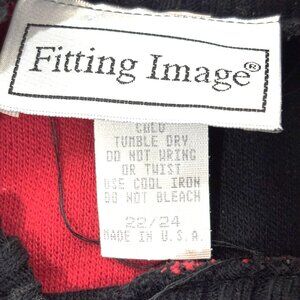 Fitting Image®
COLD
TUMBLE DRY
DO NOT WRING
OR TWIST
USE COOL IRON
DO NOT BLEACH
22/24
MADE IN U.S.A.